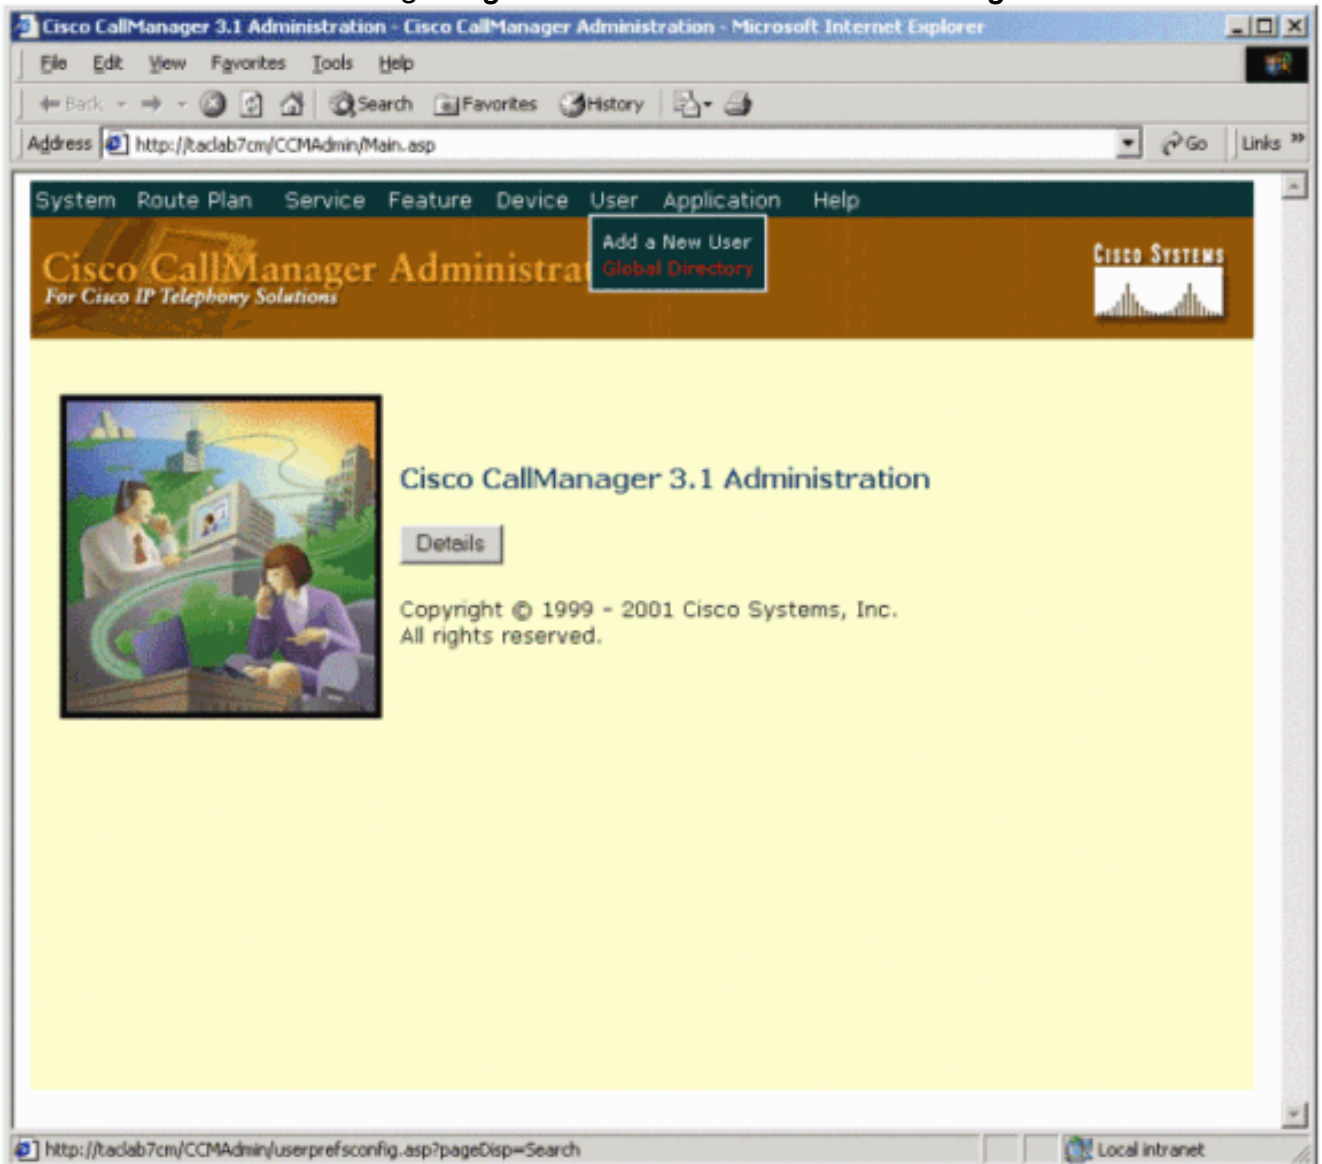 Cisco CallManager 3.1 Administration - Cisco CallManager Administration - Microsoft Internet Explorer
File Edit View Favorites Tools Help
Back Search Favorites History
Address http://taclab7cm/CCMAdmin/Main.asp Go Links »
System Route Plan Service Feature Device User Application Help
Add a New User
Global Directory
Cisco CallManager Administrat
For Cisco IP Telephony Solutions
CISCO SYSTEMS
Cisco CallManager 3.1 Administration
Details
Copyright © 1999 - 2001 Cisco Systems, Inc.
All rights reserved.
http://taclab7cm/CCMAdmin/userprefsconfig.asp?pageDisp=Search Local intranet